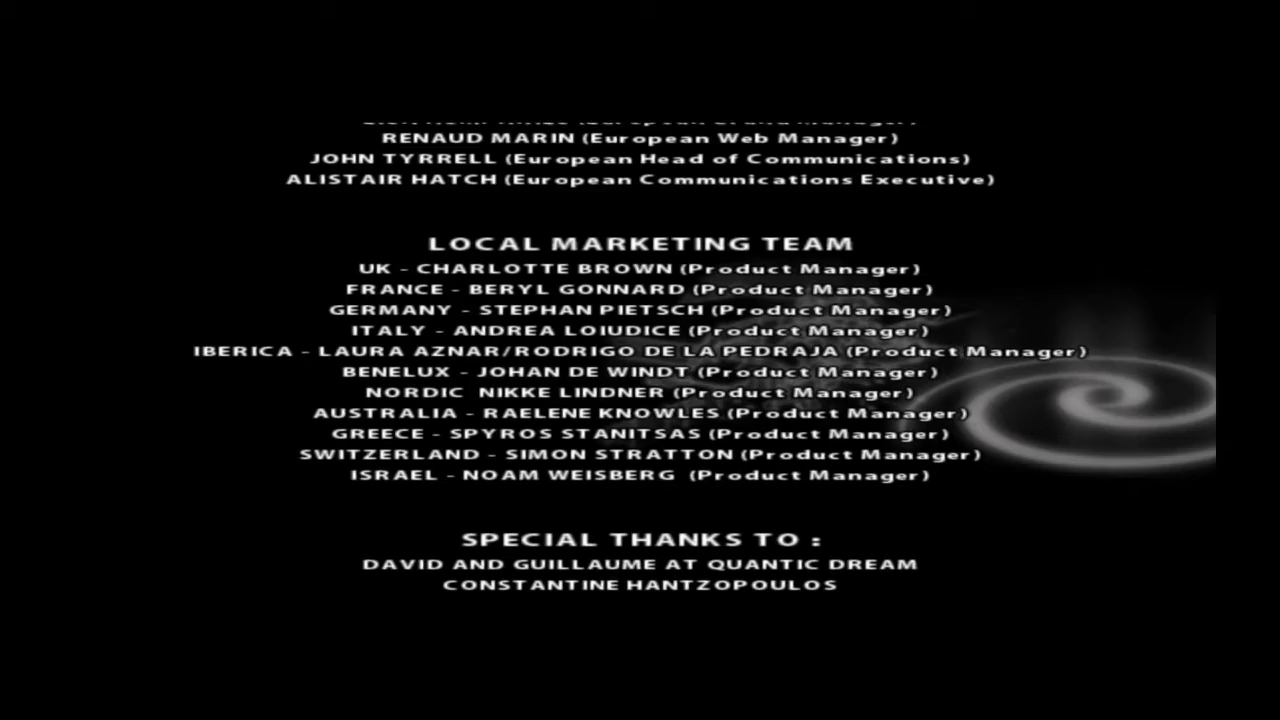 RENAUD MARIN (European Web Manager)
JOHN TYRRELL (European Head of Communications)
ALISTAIR HATCH (European Communications Executive)
LOCAL MARKETING TEAM
UK - CHARLOTTE BROWN (Product Manager)
FRANCE - BERYL GONNARD (Product Manager)
GERMANY - STEPHAN PIETSCH (Product Manager)
ITALY - ANDREA LOIUDICE (Product Manager)
IBERICA - LAURA AZNAR/RODRIGO DE LA PEDRAJA (Product Manager)
BENELUX - JOHAN DE WINDT (Product Manager)
NORDIC NIKKE LINDNER (Product Manager)
AUSTRALIA - RAELENE KNOWLES (Product Manager)
GREECE - SPYROS STANITSAS (Product Manager)
SWITZERLAND - SIMON STRATTON (Product Manager)
ISRAEL - NOAM WEISBERG (Product Manager)
SPECIAL THANKS TO :
DAVID AND GUILLAUME AT QUANTIC DREAM
CONSTANTINE HANTZOPOULOS